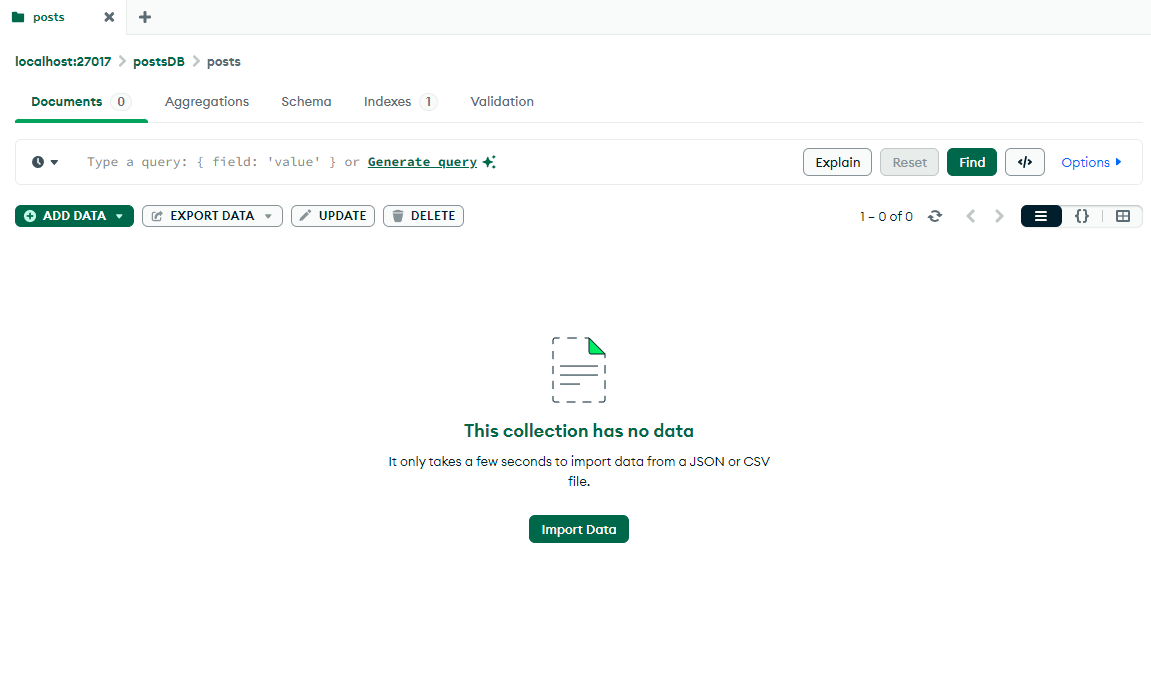 posts
localhost:27017 > postsDB > posts
Documents 0 Aggregations Schema Indexes 1 Validation
Type a query: { field: 'value' } or Generate query Explain Reset Find </> Options
ADD DATA EXPORT DATA UPDATE DELETE 1 – 0 of 0 {}
This collection has no data
It only takes a few seconds to import data from a JSON or CSV
file.
Import Data